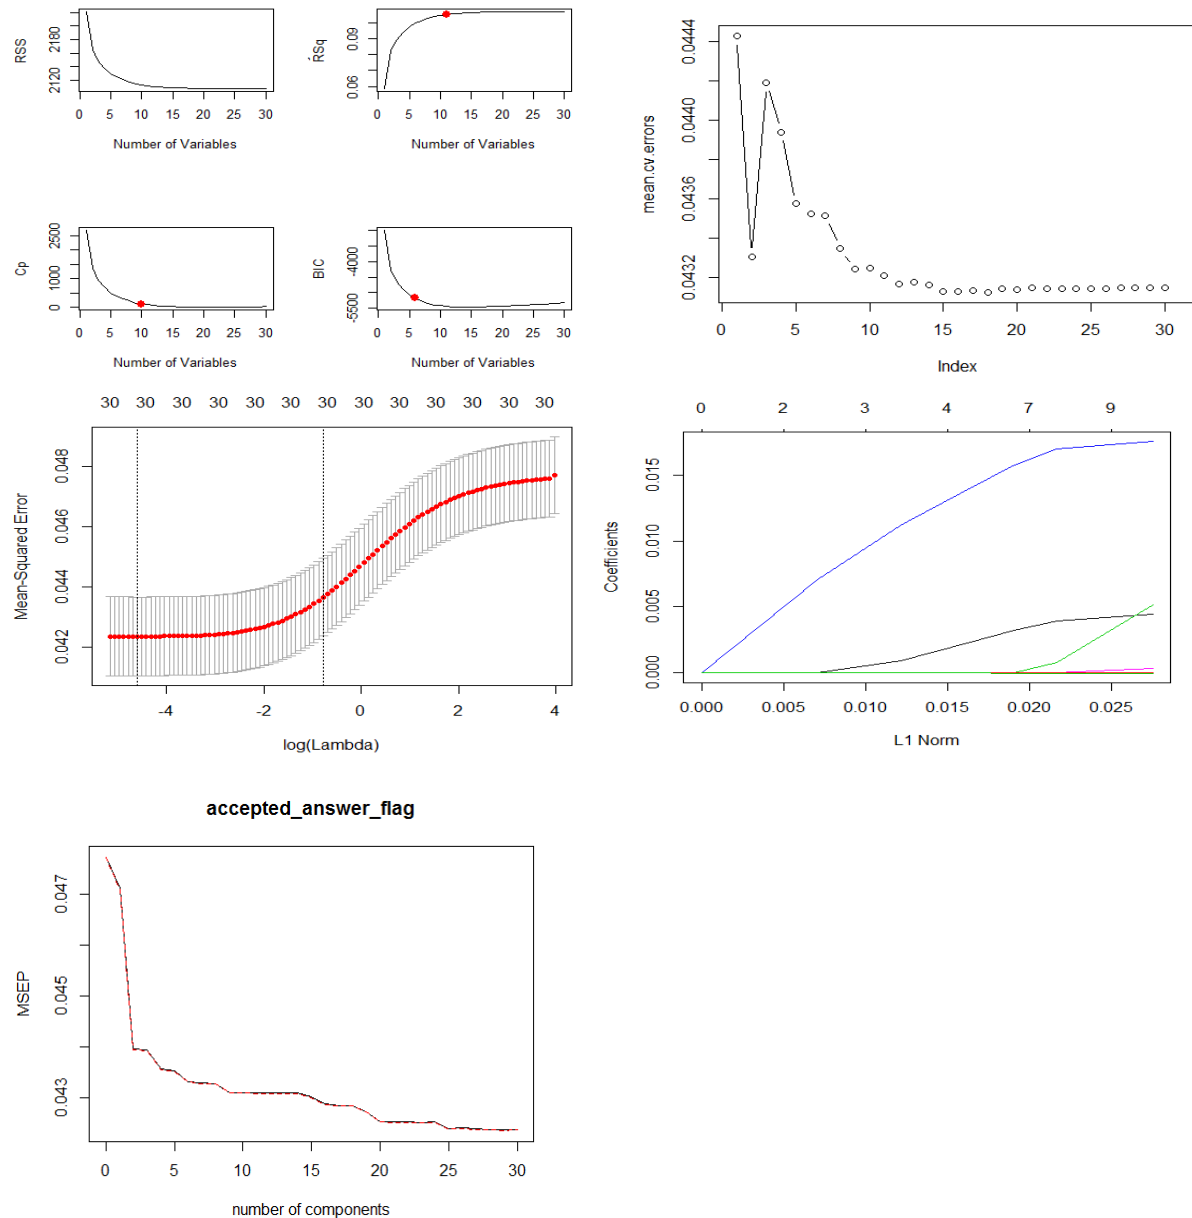 RSS
2120
2180
0 5 10 15 20 25 30
Number of Variables
RSq
0.06
0.09
0 5 10 15 20 25 30
Number of Variables
Cp
0
1000
2500
0 5 10 15 20 25 30
Number of Variables
BIC
-5500
-4000
0 5 10 15 20 25 30
Number of Variables
mean.cv.errors
0.0432
0.0436
0.0440
0.0444
0 5 10 15 20 25 30
Index
30 30 30 30 30 30 30 30 30 30 30 30 30
Mean-Squared Error
0.042
0.044
0.046
0.048
-4 -2 0 2 4
log(Lambda)
0 2 3 4 7 9
Coefficients
0.000
0.005
0.010
0.015
0.000 0.005 0.010 0.015 0.020 0.025
L1 Norm
accepted_answer_flag
MSEP
0.043
0.045
0.047
0 5 10 15 20 25 30
number of components